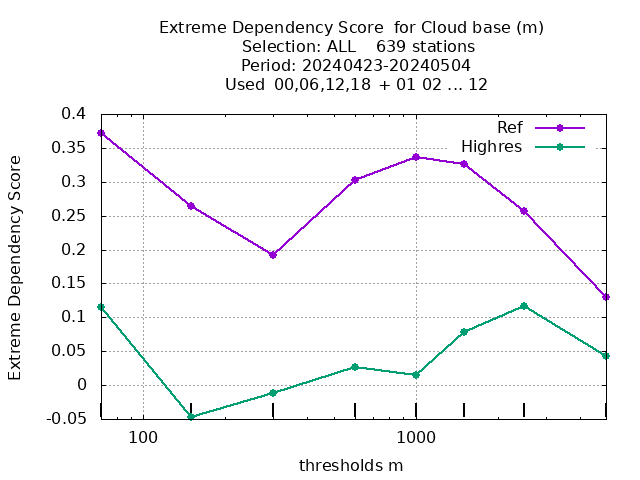 Extreme Dependency Score  for Cloud base (m)
Selection: ALL    639 stations
Period: 20240423-20240504
Used  00,06,12,18  + 01 02 ... 12
Extreme Dependency Score
0.4
0.35
0.3
0.25
0.2
0.15
0.1
0.05
0
-0.05
Ref
Highres
100
1000
thresholds m